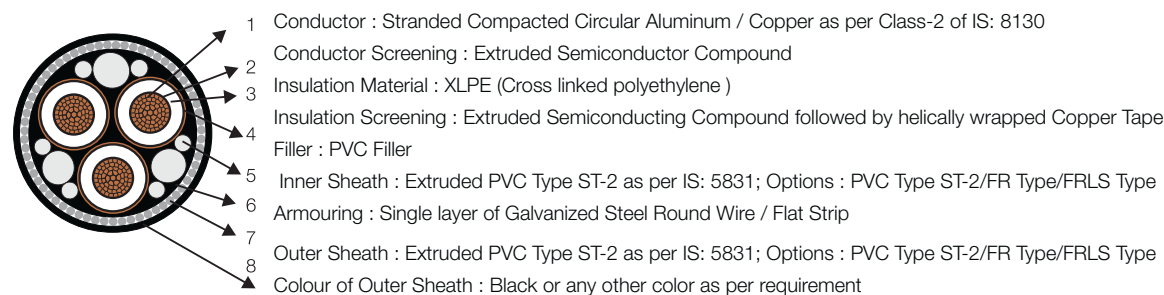 1 Conductor : Stranded Compacted Circular Aluminum / Copper as per Class-2 of IS: 8130
2 Conductor Screening : Extruded Semiconductor Compound
3 Insulation Material : XLPE (Cross linked polyethylene )
4 Insulation Screening : Extruded Semiconducting Compound followed by helically wrapped Copper Tape
5 Filler : PVC Filler
6 Inner Sheath : Extruded PVC Type ST-2 as per IS: 5831; Options : PVC Type ST-2/FR Type/FRLS Type
7 Armouring : Single layer of Galvanized Steel Round Wire / Flat Strip
8 Outer Sheath : Extruded PVC Type ST-2 as per IS: 5831; Options : PVC Type ST-2/FR Type/FRLS Type
Colour of Outer Sheath : Black or any other color as per requirement